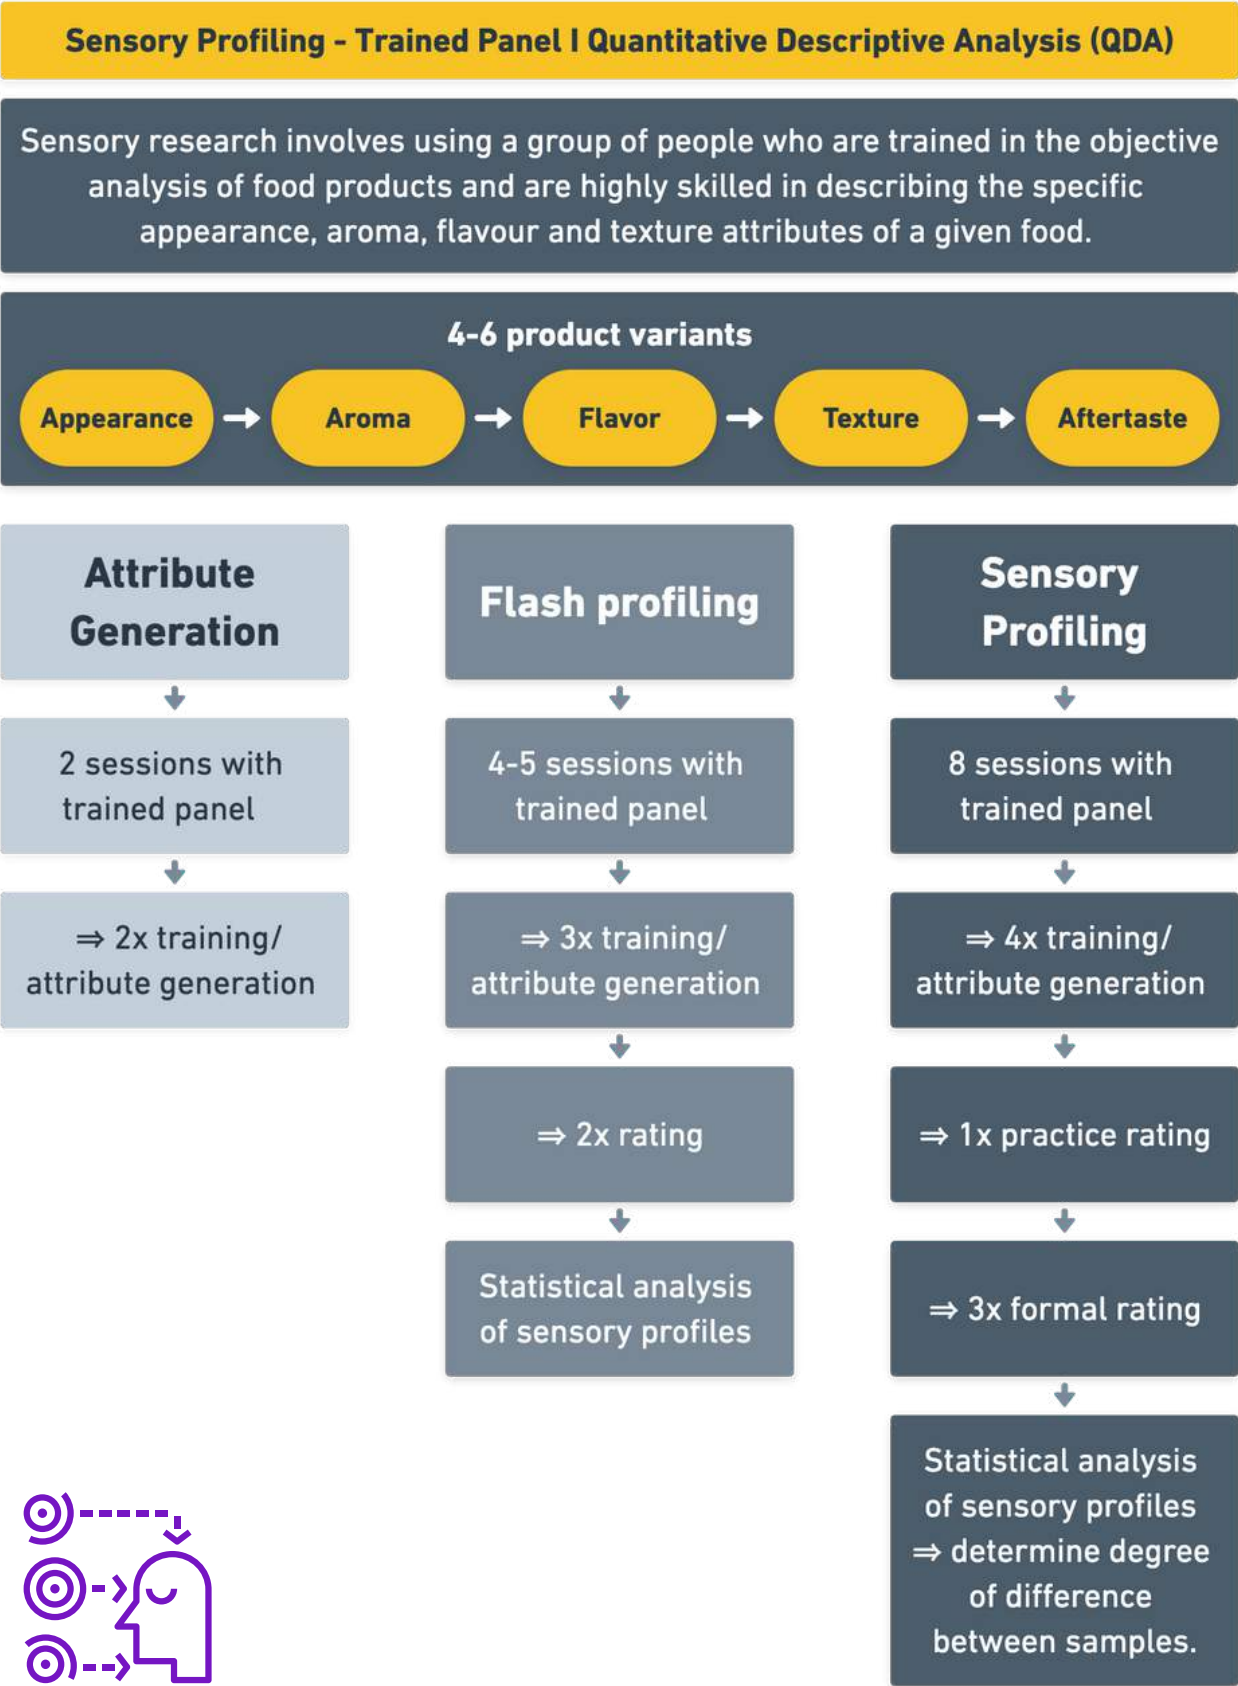 Sensory Profiling - Trained Panel I Quantitative Descriptive Analysis (QDA)
Sensory research involves using a group of people who are trained in the objective
analysis of food products and are highly skilled in describing the specific
appearance, aroma, flavour and texture attributes of a given food.
4-6 product variants
Appearance → Aroma → Flavor → Texture → Aftertaste
Attribute
Generation
2 sessions with
trained panel
⇒ 2x training/
attribute generation
Flash profiling
4-5 sessions with
trained panel
⇒ 3x training/
attribute generation
⇒ 2x rating
Statistical analysis
of sensory profiles
Sensory
Profiling
8 sessions with
trained panel
⇒ 4x training/
attribute generation
⇒ 1x practice rating
⇒ 3x formal rating
Statistical analysis
of sensory profiles
⇒ determine degree
of difference
between samples.